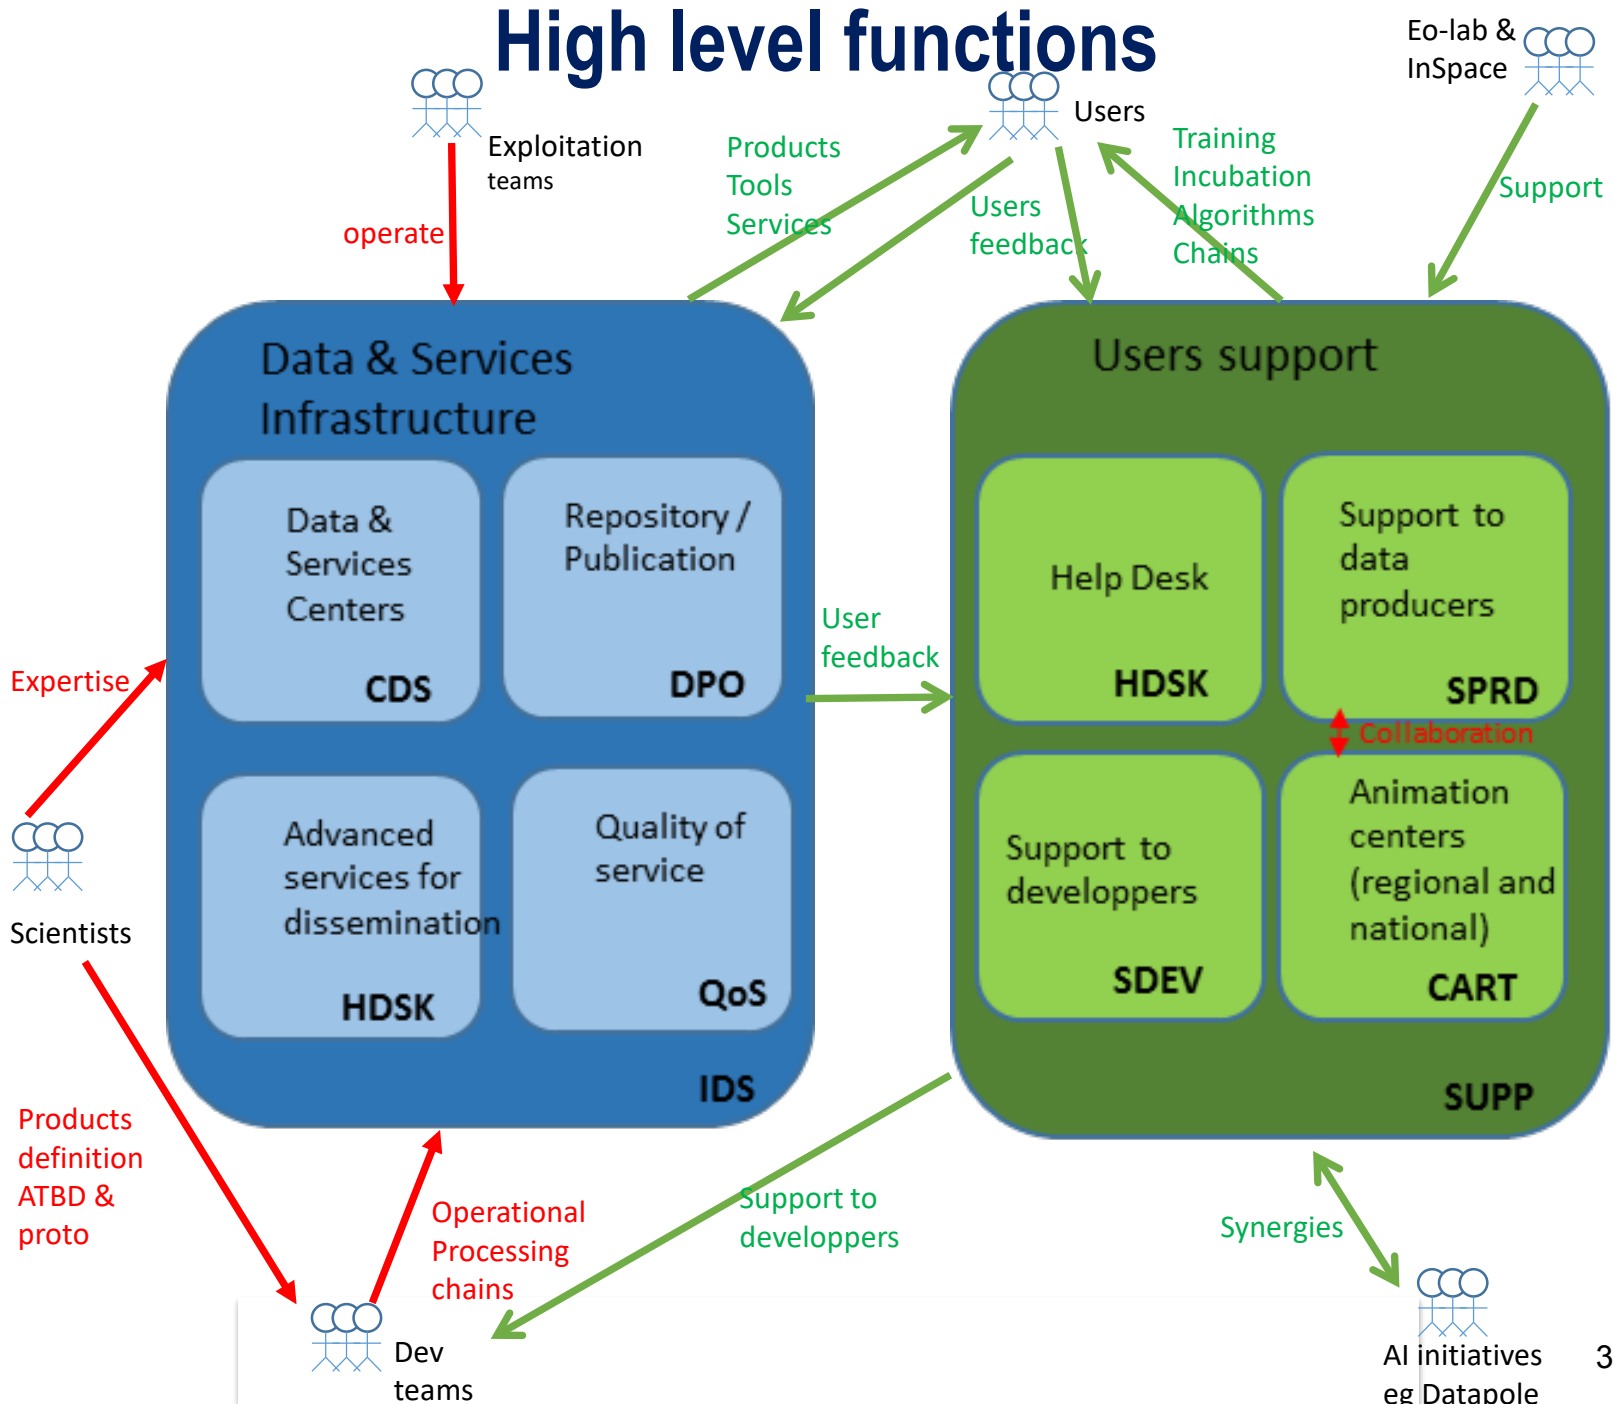 High level functions
Eo-lab &
InSpace
Users
Exploitation
teams
Products
Tools
Services
Training
Incubation
Algorithms
Chains
Support
operate
Users
feedback
Data & Services
Infrastructure
Users support
Data &
Services
Centers
CDS
Repository /
Publication
DPO
Help Desk
HDSK
Support to
data
producers
SPRD
User
feedback
Expertise
Collaboration
Advanced
services for
dissemination
HDSK
Quality of
service
QoS
Support to
developpers
SDEV
Animation
centers
(regional and
national)
CART
Scientists
IDS
SUPP
Products
definition
ATBD &
proto
Operational
Processing
chains
Support to
developpers
Synergies
Dev
teams
AI initiatives
eg Datapole
3